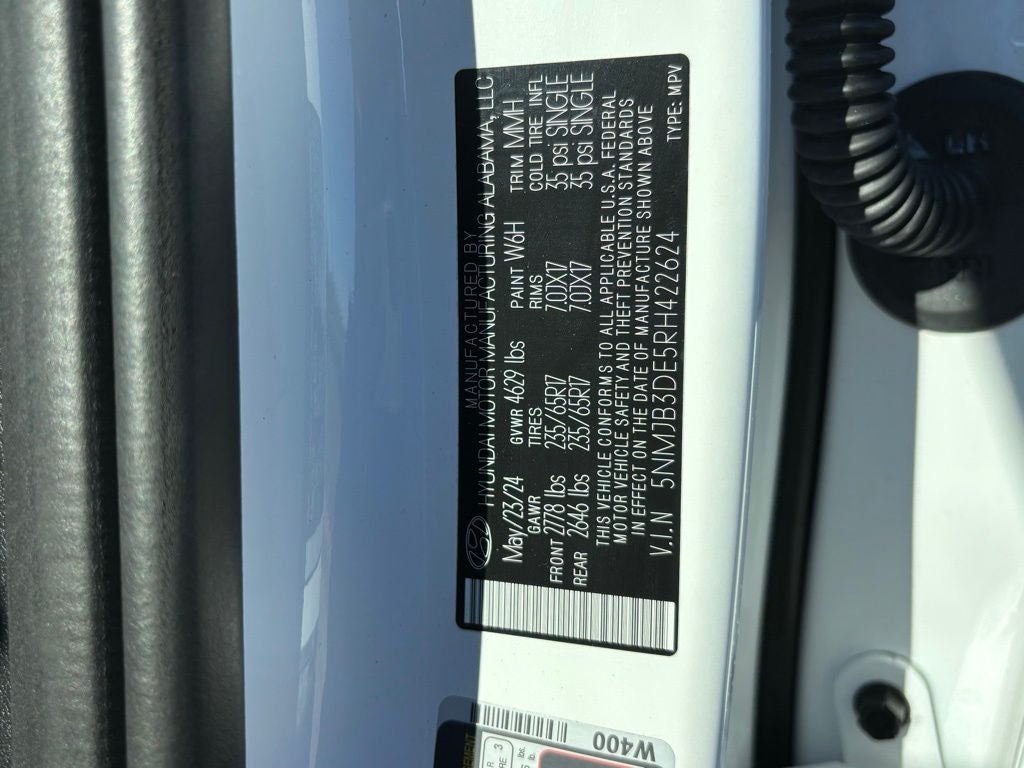 MANUFACTURED BY
HYUNDAI MOTOR MANUFACTURING ALABAMA, LLC
May/23/24 GVWR 4629 lbs PAINT W6H TRIM MMH
GAWR TIRES RIMS COLD TIRE INFL
FRONT 2778 lbs 235/65R17 7.0JX17 35 psi SINGLE
REAR 2646 lbs 235/65R17 7.0JX17 35 psi SINGLE
THIS VEHICLE CONFORMS TO ALL APPLICABLE U.S.A. FEDERAL
MOTOR VEHICLE SAFETY AND THEFT PREVENTION STANDARDS
IN EFFECT ON THE DATE OF MANUFACTURE SHOWN ABOVE
V.I.N 5NMJB3DE5RH422624 TYPE: MPV
W400